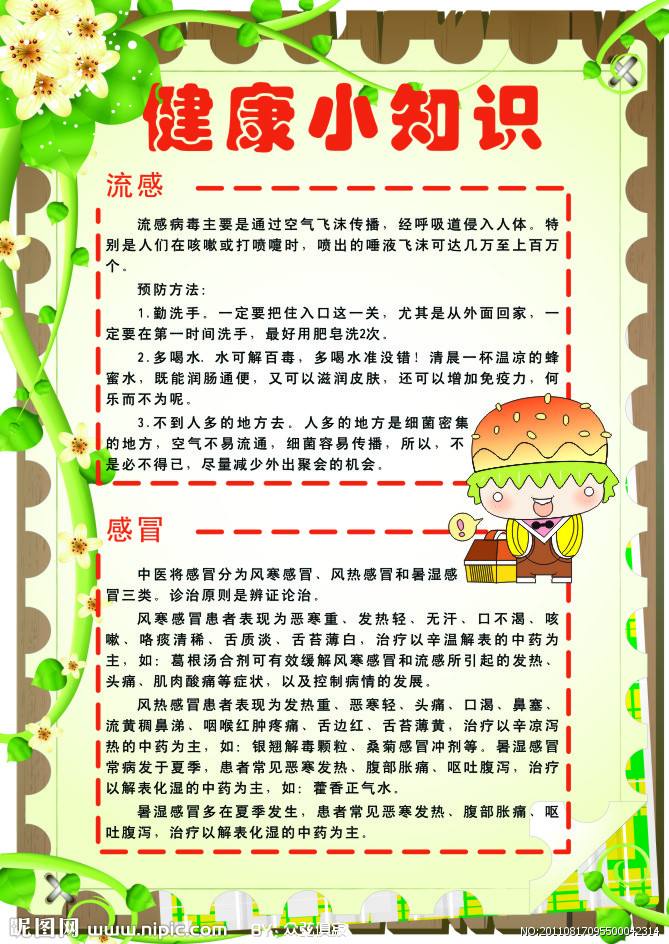 健康小知识
流感
流感病毒主要是通过空气飞沫传播，经呼吸道侵入人体。特
别是人们在咳嗽或打喷嚏时，喷出的唾液飞沫可达几万至上百万
个。
预防方法：
1.勤洗手。一定要把住入口这一关，尤其是从外面回家，一
定要在第一时间洗手，最好用肥皂洗2次。
2.多喝水. 水可解百毒，多喝水准没错！清晨一杯温凉的蜂
蜜水，既能润肠通便，又可以滋润皮肤，还可以增加免疫力，何
乐而不为呢。
3.不到人多的地方去．人多的地方是细菌密集
的地方，空气不易流通，细菌容易传播，所以，不
是必不得已，尽量减少外出聚会的机会。
感冒
中医将感冒分为风寒感冒、风热感冒和暑湿感
冒三类。诊治原则是辨证论治。
风寒感冒患者表现为恶寒重、发热轻、无汗、口不渴、咳
嗽、咯痰清稀、舌质淡、舌苔薄白，治疗以辛温解表的中药为
主，如：葛根汤合剂可有效缓解风寒感冒和流感所引起的发热、
头痛、肌肉酸痛等症状，以及控制病情的发展。
风热感冒患者表现为发热重、恶寒轻、头痛、口渴、鼻塞、
流黄稠鼻涕、咽喉红肿疼痛、舌边红、舌苔薄黄，治疗以辛凉泻
热的中药为主，如：银翘解毒颗粒、桑菊感冒冲剂等。暑湿感冒
常病发于夏季，患者常见恶寒发热、腹部胀痛、呕吐腹泻，治疗
以解表化湿的中药为主，如：藿香正气水。
暑湿感冒多在夏季发生，患者常见恶寒发热、腹部胀痛、呕
吐腹泻，治疗以解表化湿的中药为主。
昵图网 www.nipic.com BY:
NO:20110817095500042314